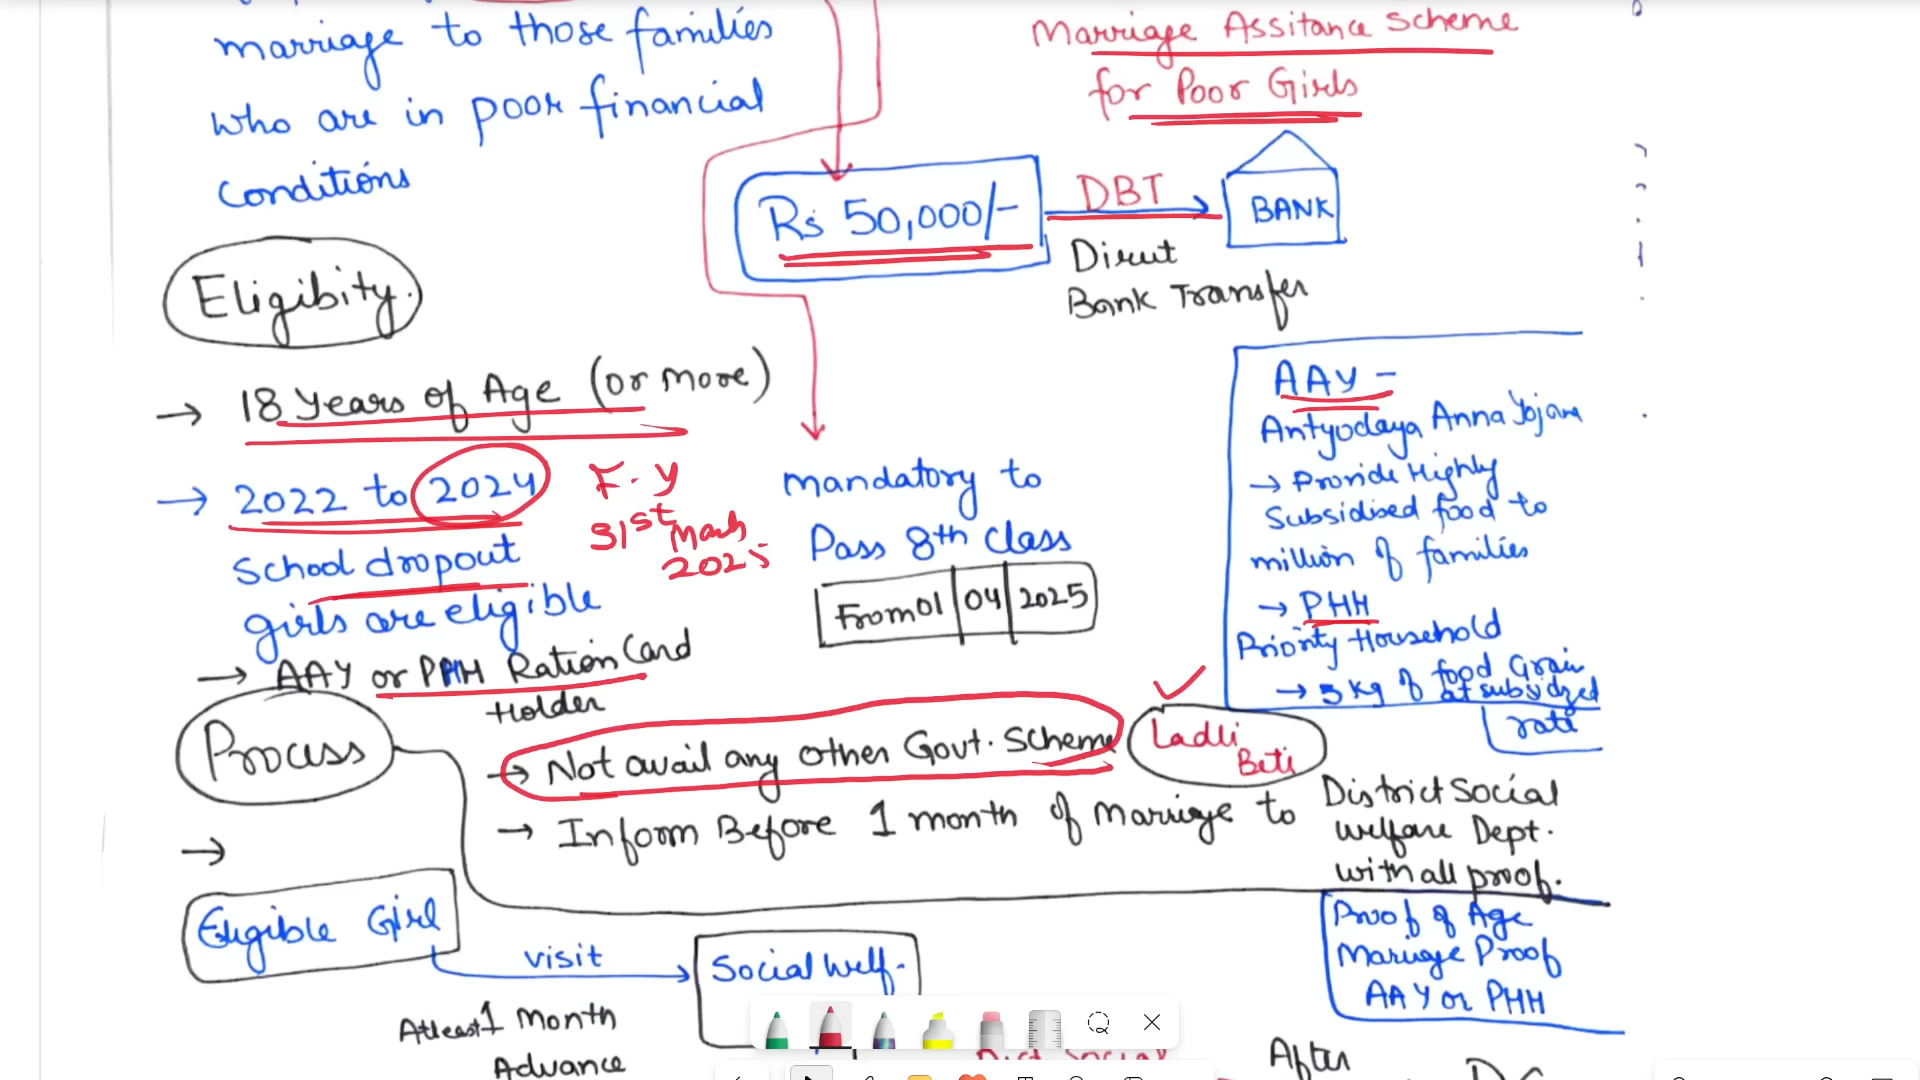 marriage to those families
who are in poor financial
Conditions
Marriage Assitance Scheme
for Poor Girls
Rs 50,000/-
DBT
BANK
Direct
Bank Transfer
Eligibity.
→ 18 Years of Age (or more)
→ 2022 to 2024
School dropout
girls are eligible
F.y
31st March
2025
→ AAY or PHH Ration Card
Holder
mandatory to
Pass 8th class
From 01 | 04 | 2025
AAY -
Antyodaya Anna Yojana
→ Provide Highly
Subsidised food to
million of families
→ PHH
Priority Household
→ 5 kg of food Grain
at subsidzed
rate
Process
→ Not avail any other Govt. Scheme
Ladli
Beti
→ Inform Before 1 month of Marriage to
District Social
welfare Dept.
with all proof.
Proof of Age
Marriage Proof
AAY or PHH
→
Eligible Girl
visit
Social Welf.
Atleast 1 Month
Advance
Dist Social
After